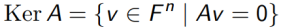 Ker A = {v ∈ Fⁿ | Av = 0}